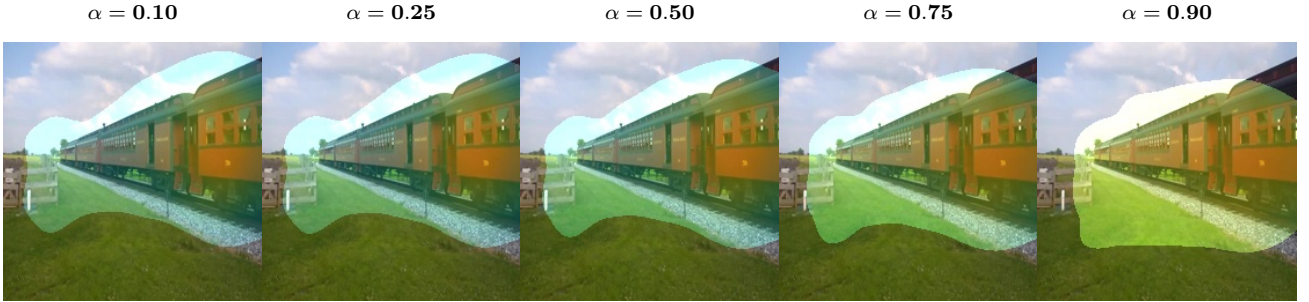 α = 0.10 α = 0.25 α = 0.50 α = 0.75 α = 0.90